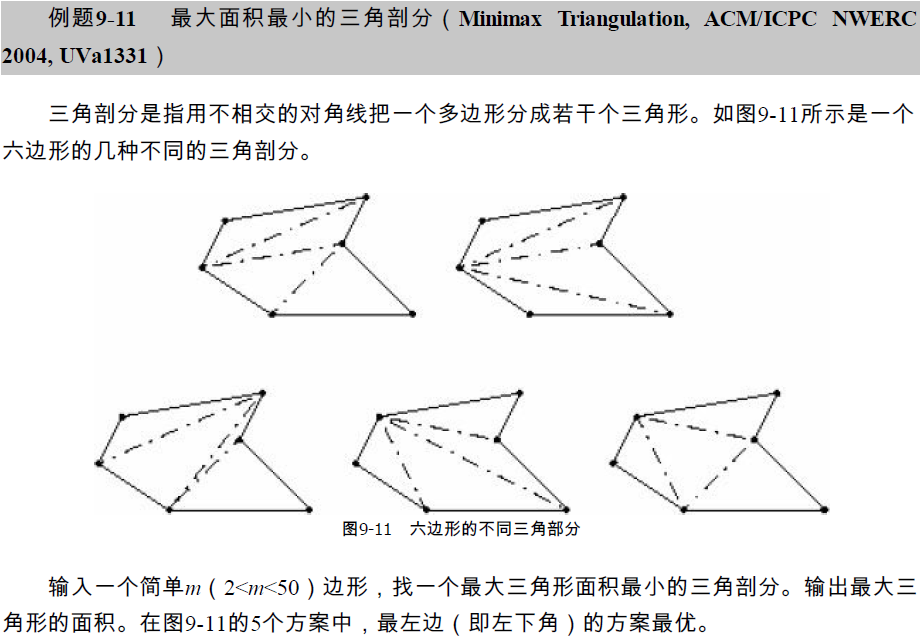 例题9-11 最大面积最小的三角剖分（Minimax Triangulation, ACM/ICPC NWERC
2004, UVa1331）
三角剖分是指用不相交的对角线把一个多边形分成若干个三角形。如图9-11所示是一个
六边形的几种不同的三角剖分。
图9-11 六边形的不同三角部分
输入一个简单m（2<m<50）边形，找一个最大三角形面积最小的三角剖分。输出最大三
角形的面积。在图9-11的5个方案中，最左边（即左下角）的方案最优。